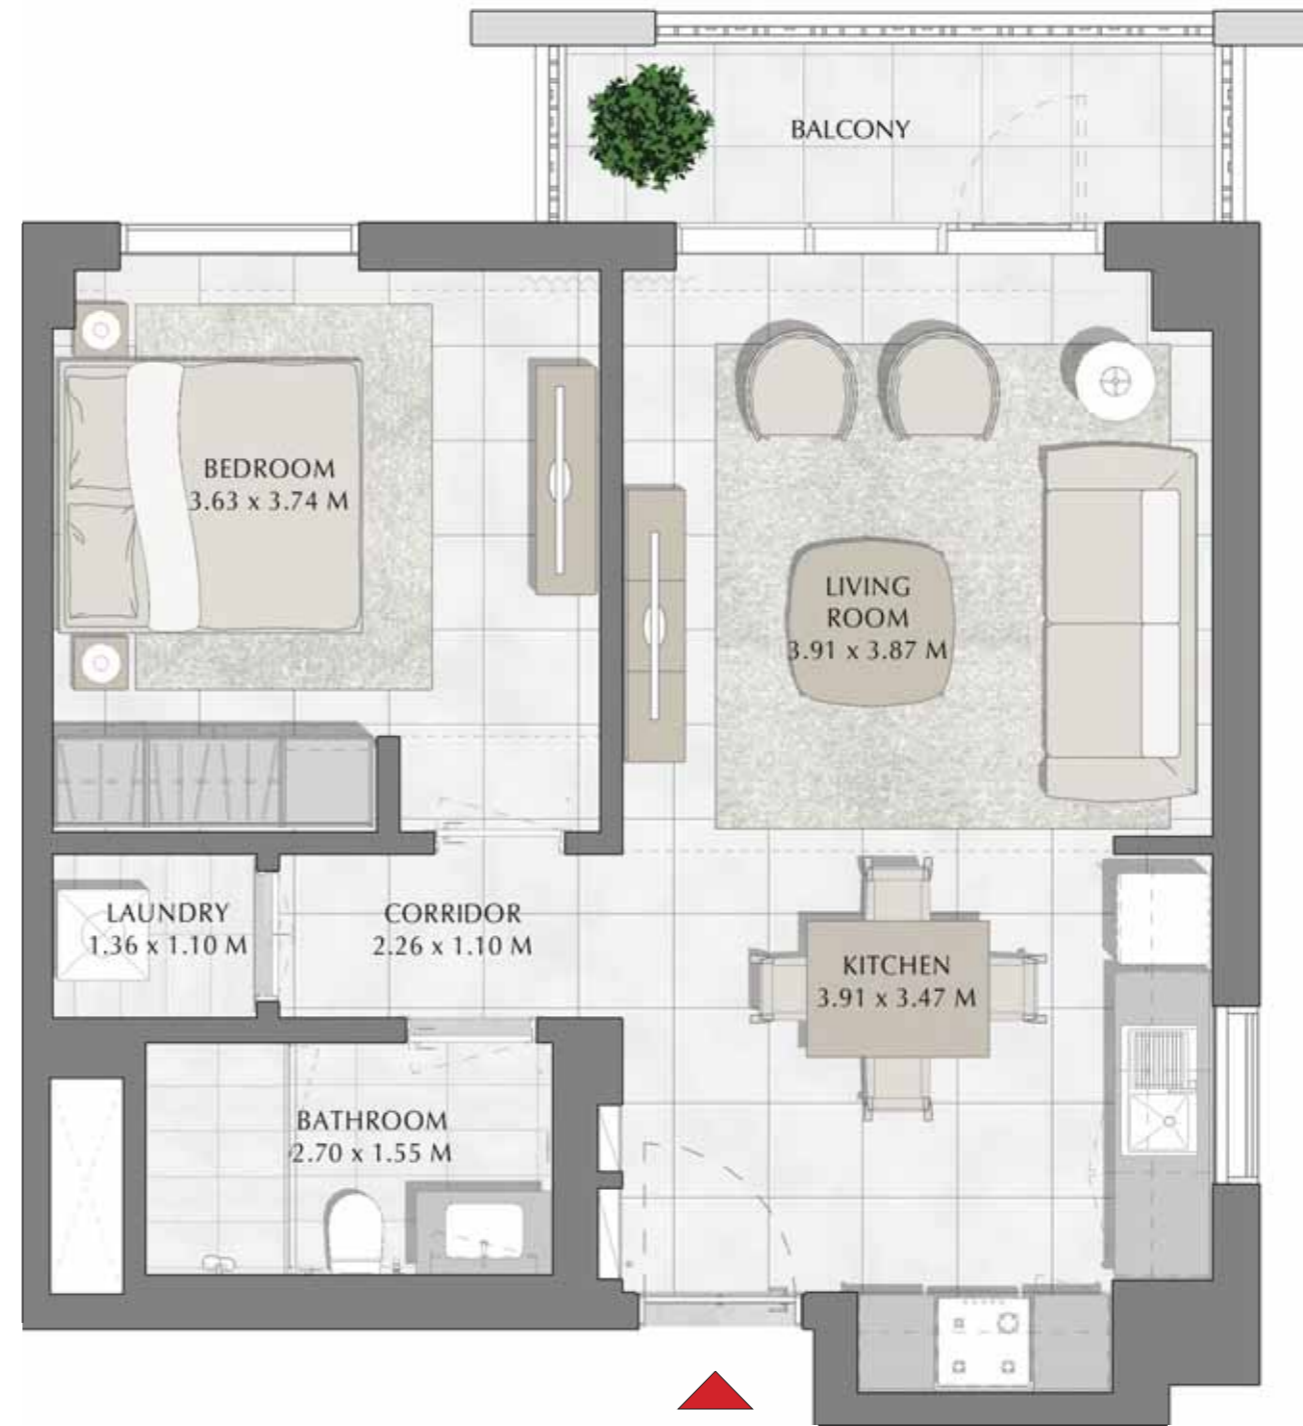 BALCONY
BEDROOM
3.63 x 3.74 M
LIVING
ROOM
3.91 x 3.87 M
LAUNDRY
1.36 x 1.10 M
CORRIDOR
2.26 x 1.10 M
KITCHEN
3.91 x 3.47 M
BATHROOM
2.70 x 1.55 M